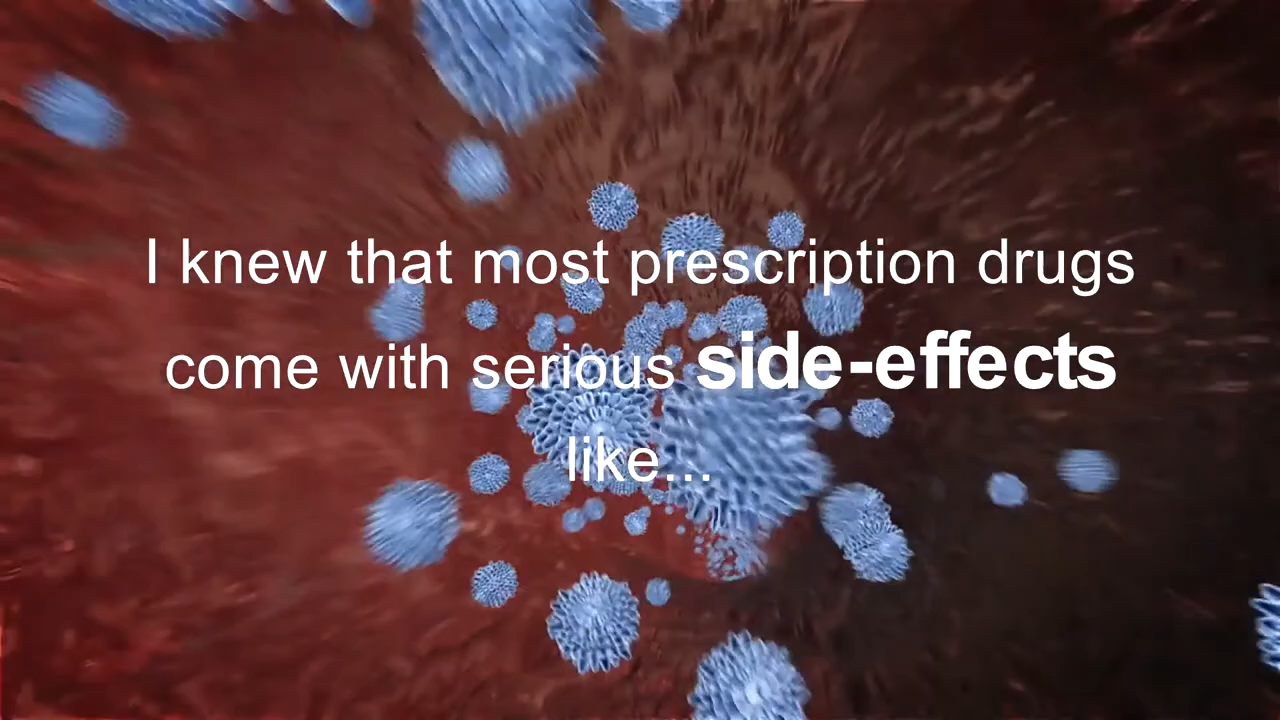 I knew that most prescription drugs
come with serious side-effects
like...